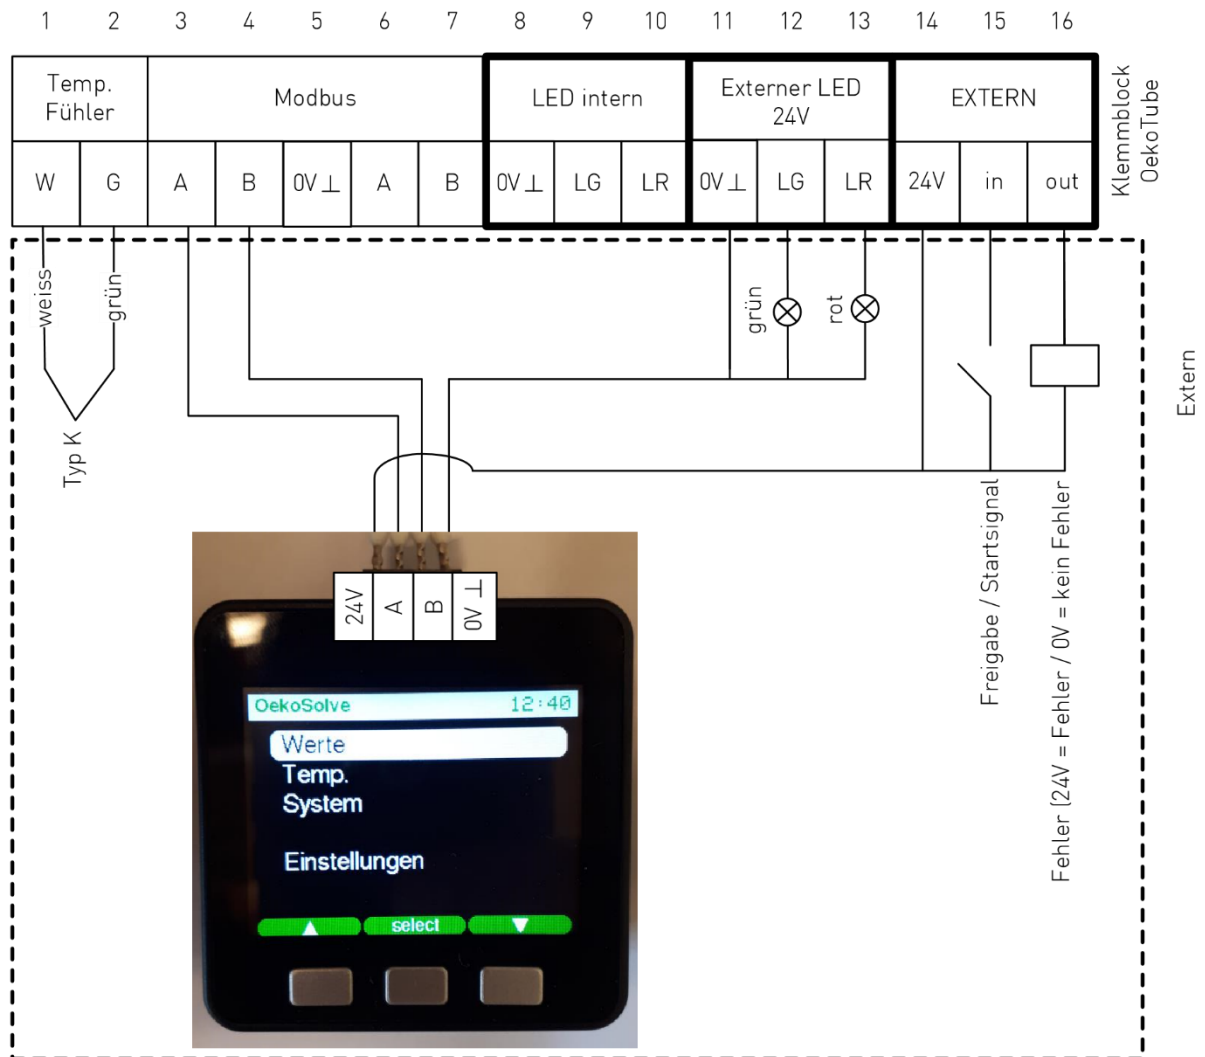 1 2 3 4 5 6 7 8 9 10 11 12 13 14 15 16
Temp.
Fühler
Modbus
LED intern
Externer LED
24V
EXTERN
W G A B 0V ⊥ A B 0V ⊥ LG LR 0V ⊥ LG LR 24V in out
Klemmblock
OekoTube
weiss
grün
Typ K
grün
rot
Extern
Freigabe / Startsignal
Fehler (24V = Fehler / 0V = kein Fehler
24V
A
B
0V ⊥
OekoSolve 12:40
Werte
Temp.
System
Einstellungen
▲ select ▼